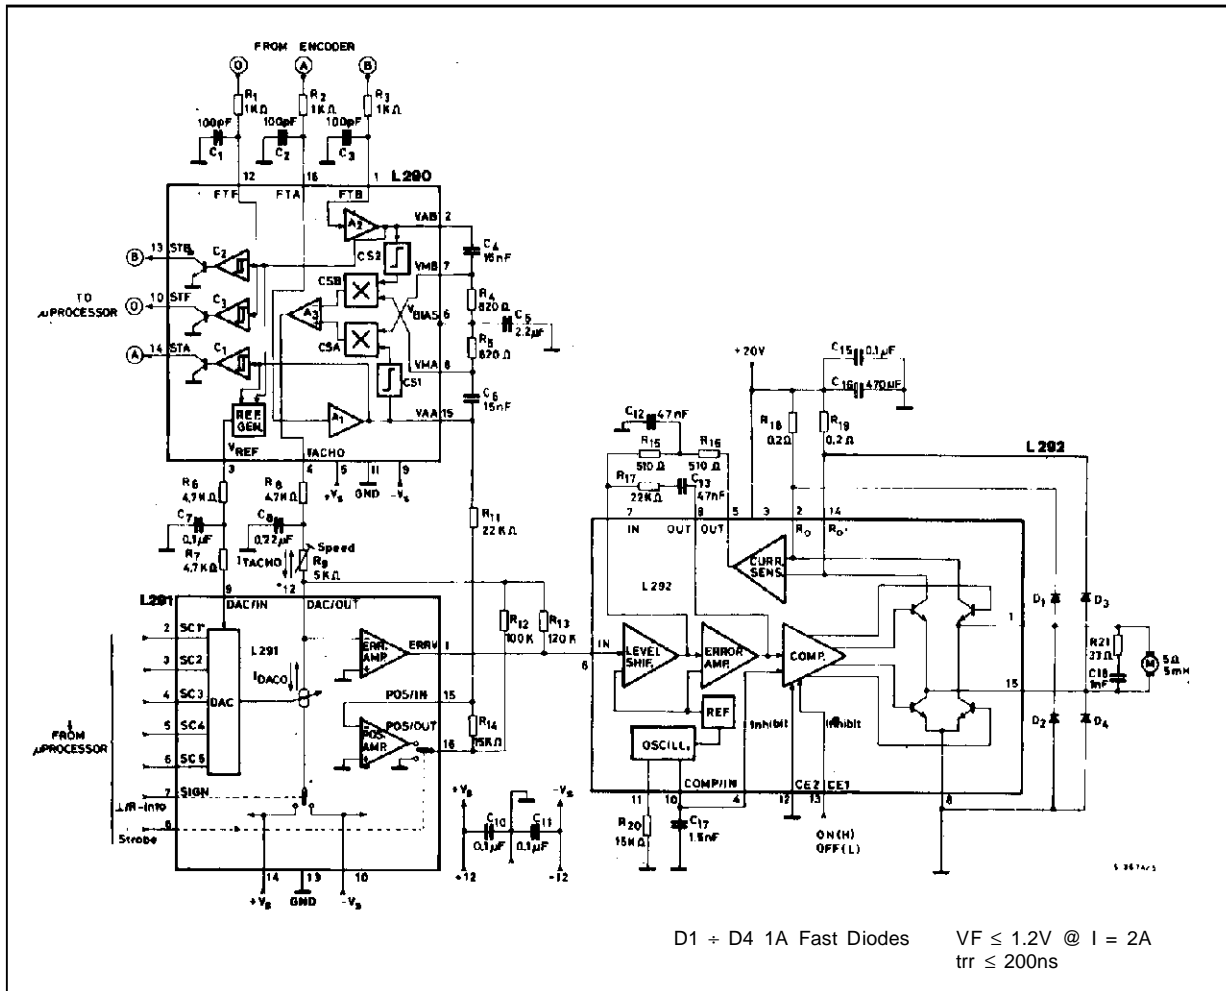 FROM ENCODER
O A B
R1 1KΩ
R2 1KΩ
R3 1KΩ
100pF C1
100pF C2
100pF C3
12 16 1 L290
FTF FTA FTB
A2 VAB 2
C4
CS2
13 STB C2
B
VMB 7
CSB
R4 820Ω
TO µPROCESSOR
10 STF C3
O
A3
VBIAS 6
C5 2.2µF
CSA
R5 820Ω
14 STA C1
A
VMA 8
CS1
C6 15nF
REF. GEN.
A1
VAA 15
VREF TACHO
3 4 5 11 9
+Vs GND -Vs
R6 4,7KΩ
R8 4,7KΩ
C7 0,1µF
C8 0,22µF
R11 22KΩ
R7 4,7KΩ
ITACHO
Speed
R9 5KΩ
9 12
L291
DAC/IN DAC/OUT
R12 100K
R13 120K
2 SC1
3 SC2
4 SC3
5 SC4
6 SC5
L291
DAC
IDACO
ERR. AMP.
ERRV 1
POS/IN 15
POS/OUT
POS. AMP.
16
R14 15KΩ
FROM µPROCESSOR
7 SIGN
8
Strobe
14 13 10
+Vs GND -Vs
+Vs -Vs
C10 0.1µF
C11 0.1µF
+12 -12
+20V
C15 0,1µF
C16 470µF
C12 47nF
R18 0.2Ω
R19 0,2Ω
L292
R15 510Ω
R16 510Ω
R17 22KΩ
C13 47nF
7 8 5 3 2 14
IN OUT OUT R0 R0'
CURR. SENS.
L292
IN
6
LEVEL SHIF.
ERROR AMP.
COMP.
REF
OSCILL.
Inhibit
COMP/IN
CE2 CE1
11 10 4 12 13 8
1
15
D1 D3
D2 D4
R21 33Ω
C18 1nF
M 5Ω 5mH
R20 15KΩ
C17
ON(H)
OFF(L)
D1 ÷ D4 1A Fast Diodes VF ≤ 1.2V @ I = 2A
trr ≤ 200ns